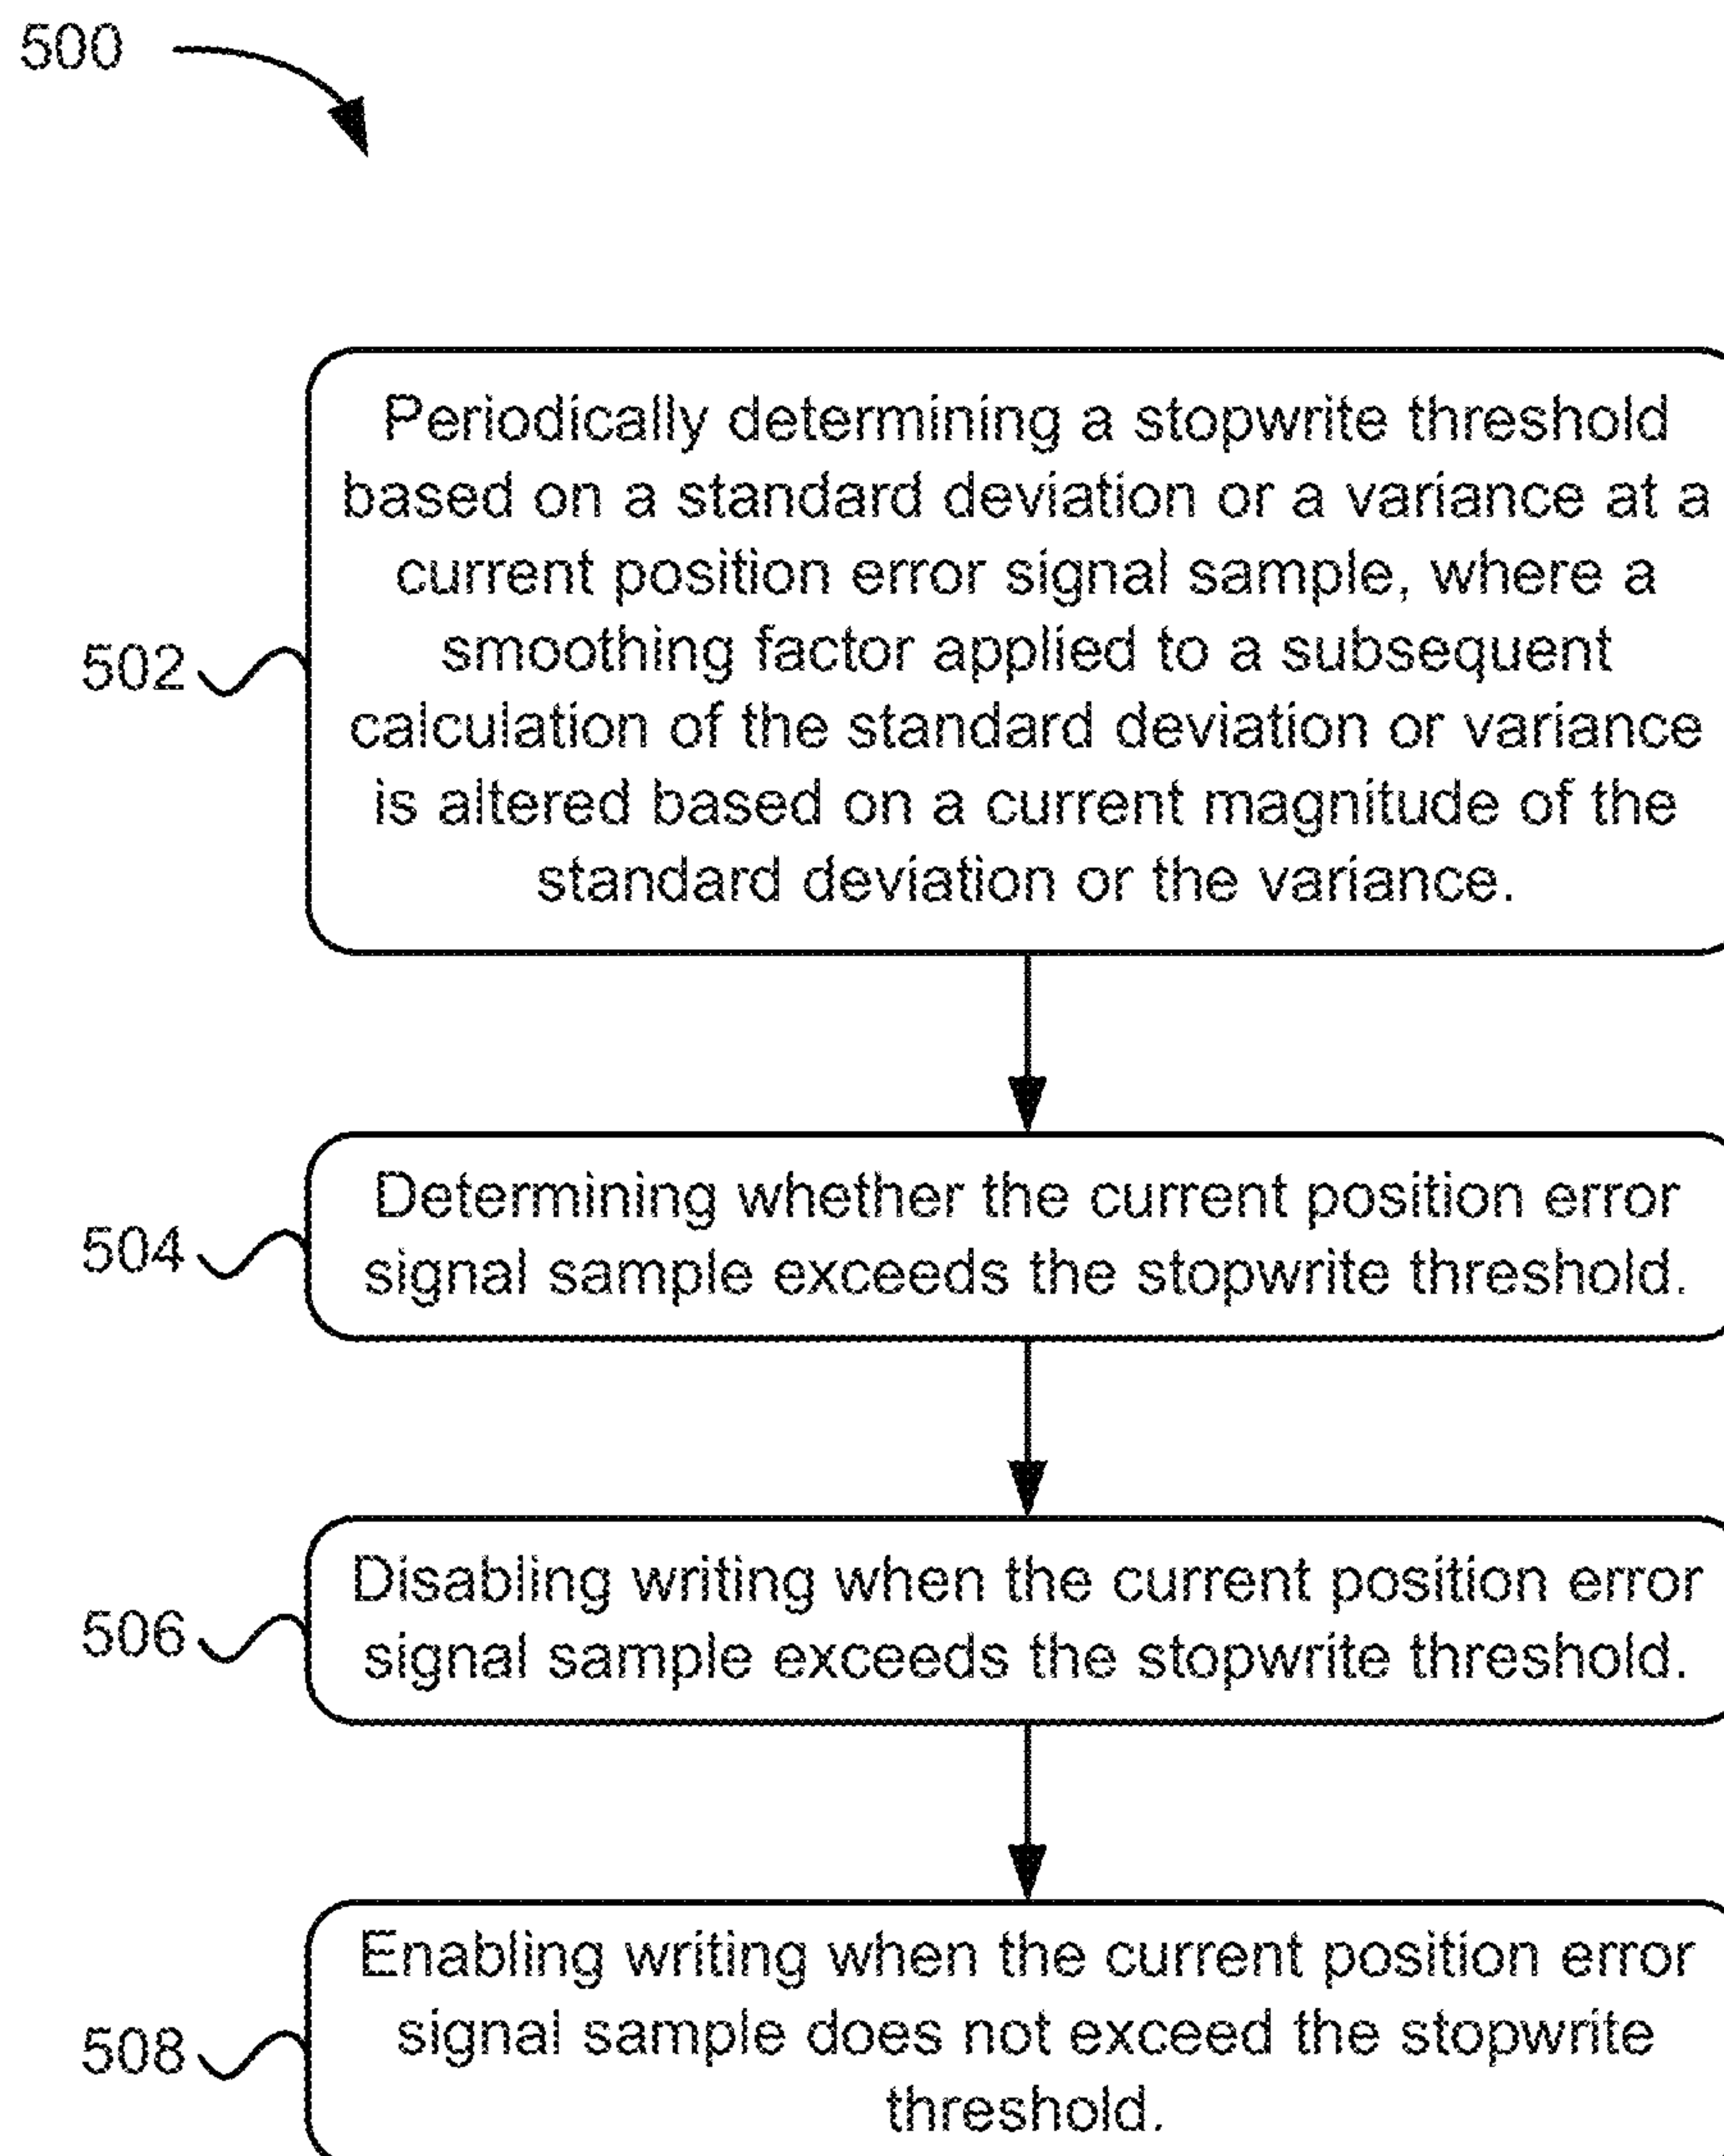 500
Periodically determining a stopwrite threshold
based on a standard deviation or a variance at a
current position error signal sample, where a
smoothing factor applied to a subsequent
502
calculation of the standard deviation or variance
is altered based on a current magnitude of the
standard deviation or the variance.
Determining whether the current position error
504
signal sample exceeds the stopwrite threshold.
Disabling writing when the current position error
506
signal sample exceeds the stopwrite threshold.
Enabling writing when the current position error
signal sample does not exceed the stopwrite
508
threshold.